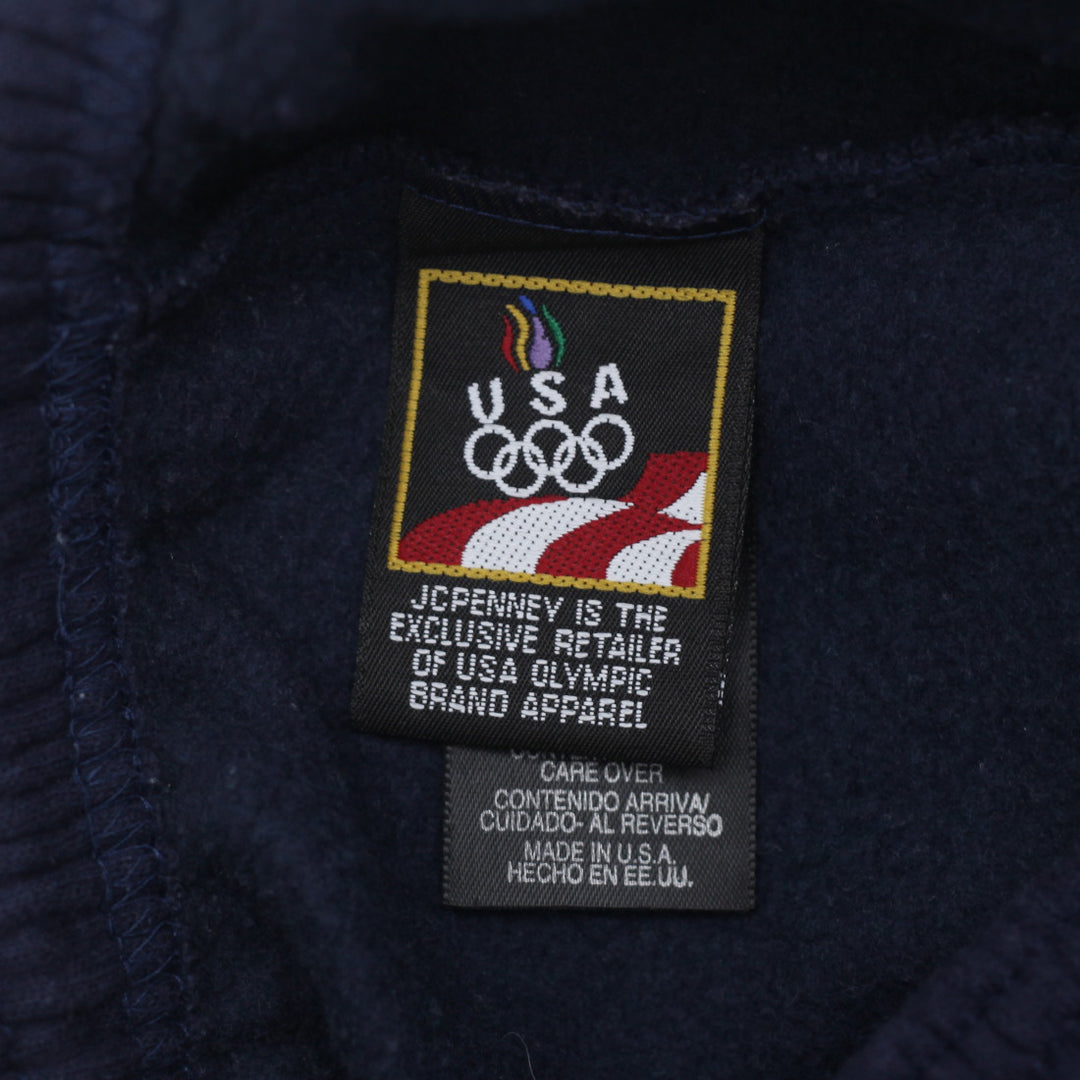 USA
JCPENNEY IS THE
EXCLUSIVE RETAILER
OF USA OLYMPIC
BRAND APPAREL
CARE OVER
CONTENIDO ARRIVA/
CUIDADO- AL REVERSO
MADE IN U.S.A.
HECHO EN EE.UU.